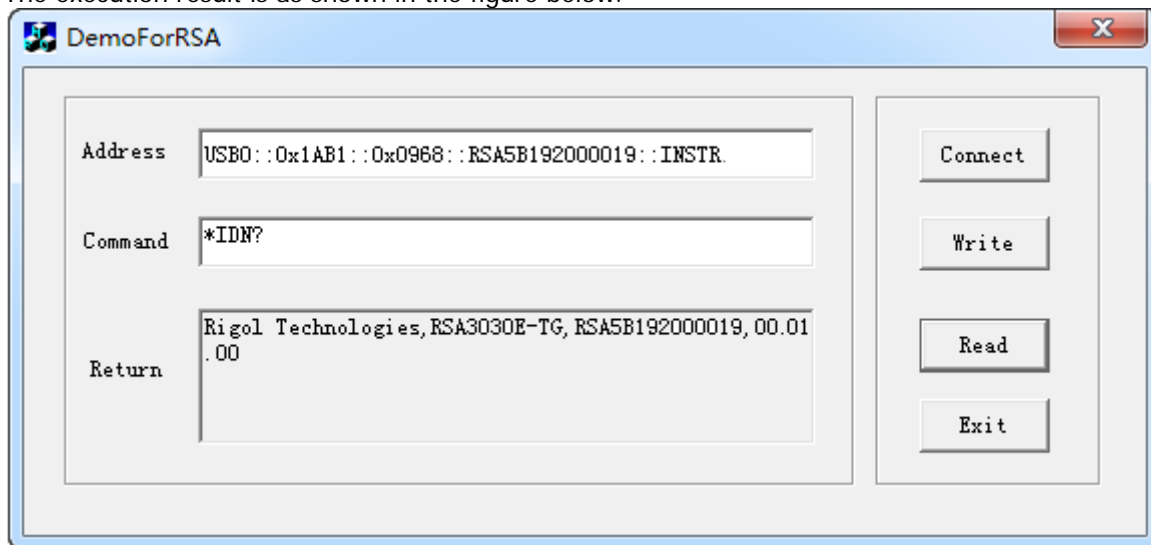 The execution result is as shown in the figure below.
DemoForRSA
Address
USB0::0x1AB1::0x0968::RSA5B192000019::INSTR.
Connect
Command
*IDN?
Write
Return
Rigol Technologies,RSA3030E-TG,RSA5B192000019,00.01
.00
Read
Exit